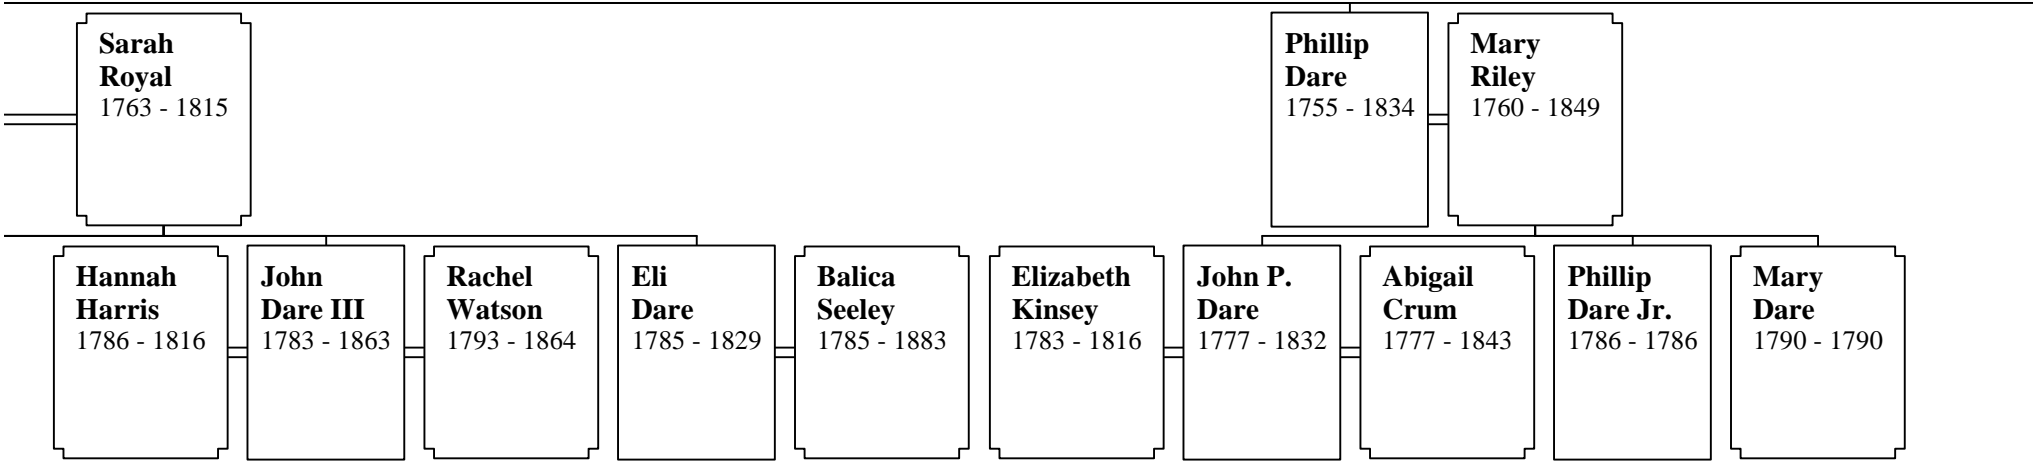 Sarah
Royal
1763 - 1815
Phillip
Dare
1755 - 1834
Mary
Riley
1760 - 1849
Hannah
Harris
1786 - 1816
John
Dare III
1783 - 1863
Rachel
Watson
1793 - 1864
Eli
Dare
1785 - 1829
Balica
Seeley
1785 - 1883
Elizabeth
Kinsey
1783 - 1816
John P.
Dare
1777 - 1832
Abigail
Crum
1777 - 1843
Phillip
Dare Jr.
1786 - 1786
Mary
Dare
1790 - 1790